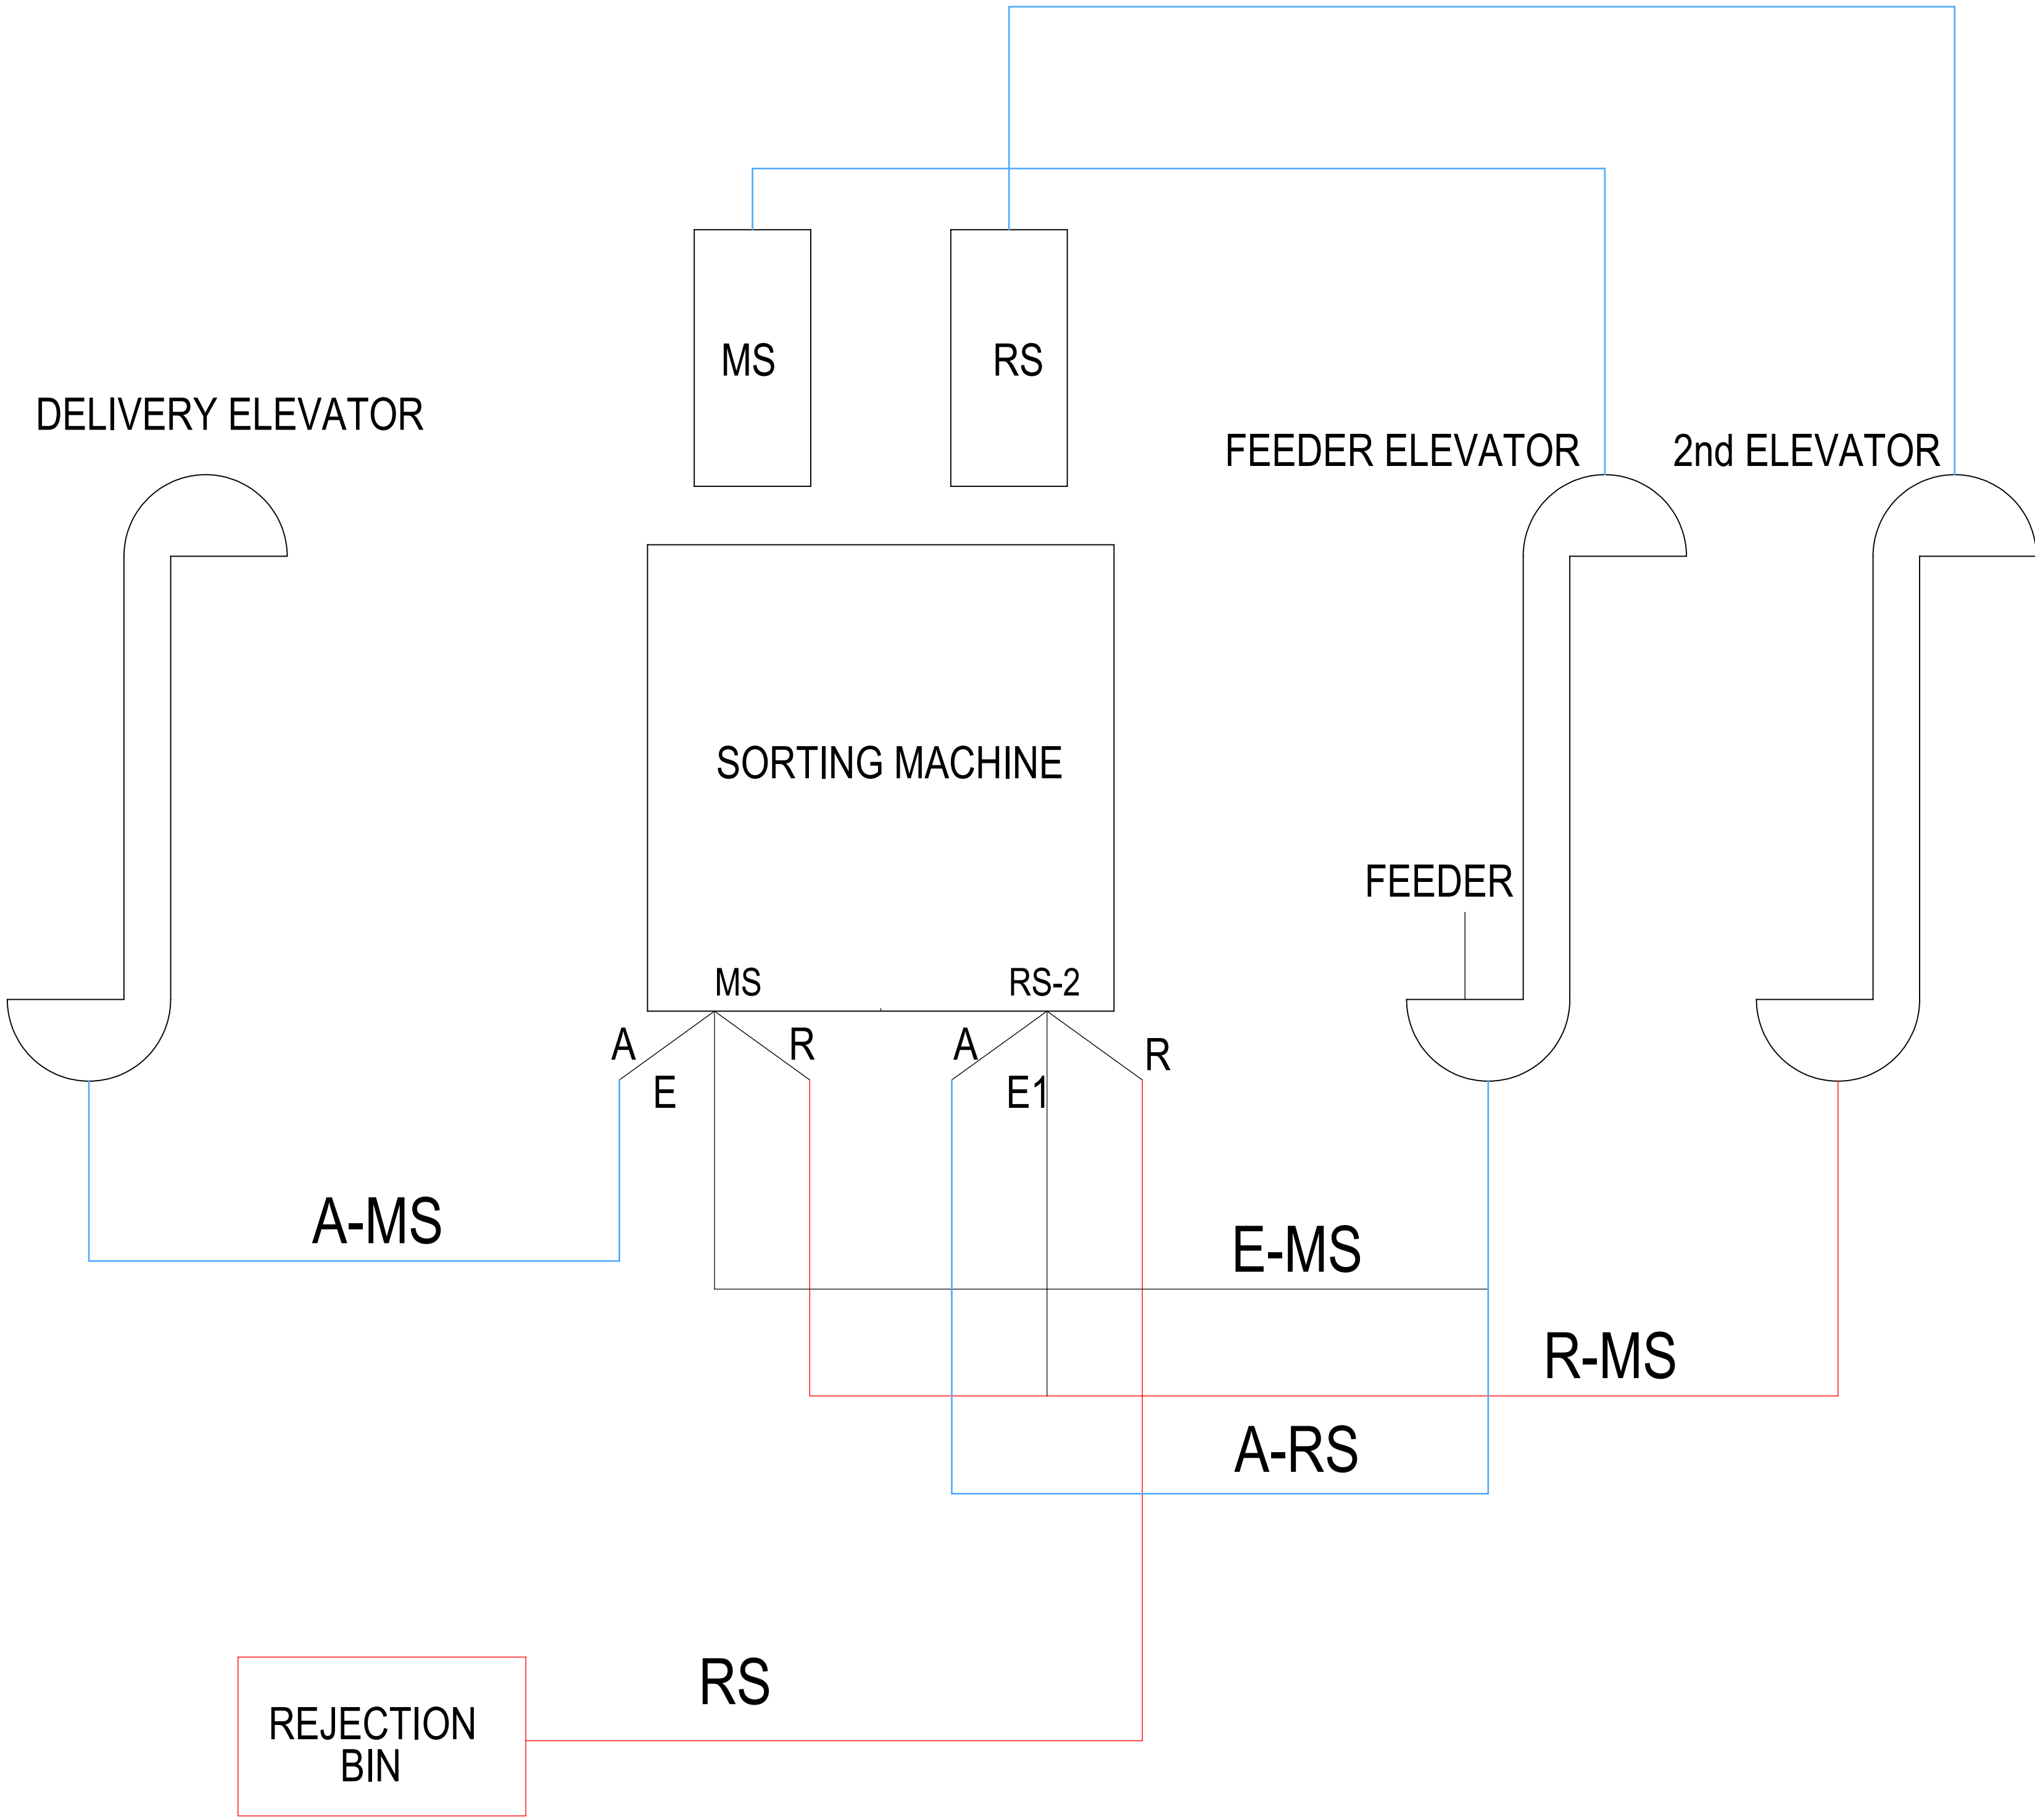 MS
RS
DELIVERY ELEVATOR
FEEDER ELEVATOR
2nd ELEVATOR
SORTING MACHINE
FEEDER
MS
RS-2
A
R
A
R
E
E1
A-MS
E-MS
R-MS
A-RS
RS
REJECTION
BIN